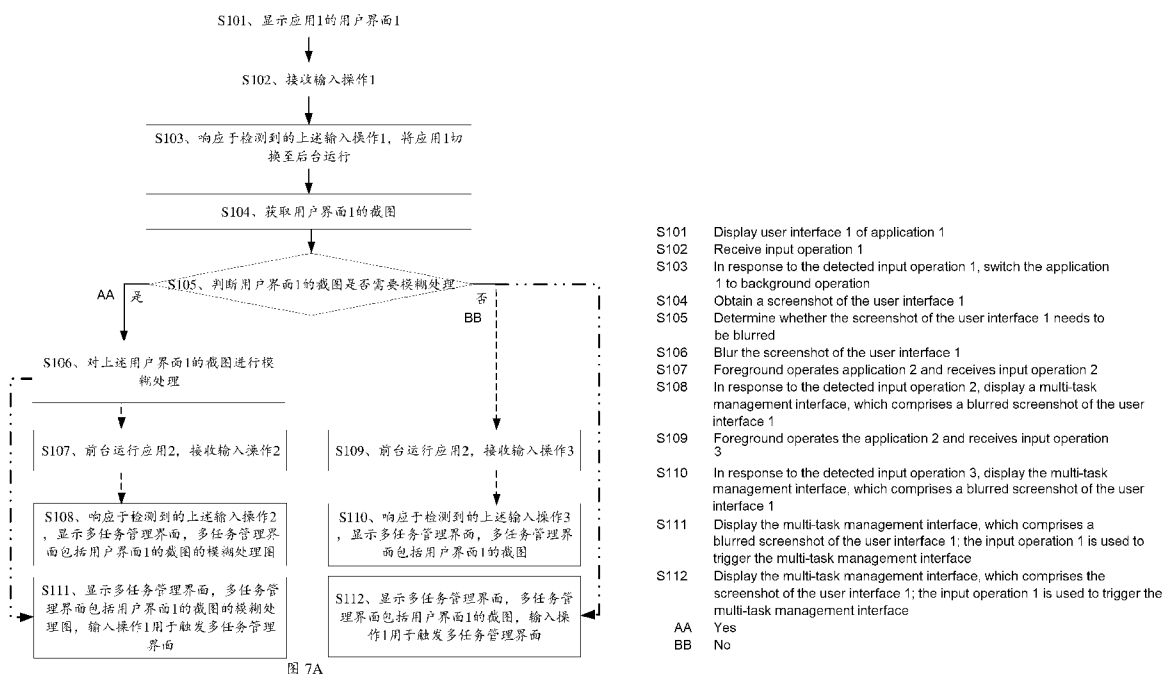 S101、显示应用1的用户界面1
S102、接收输入操作1
S103、响应于检测到的上述输入操作1，将应用1切
换至后台运行
S104、获取用户界面1的截图
S105、判断用户界面1的截图是否需要模糊处理
AA
是
否
BB
S106、对上述用户界面1的截图进行模
糊处理
S107、前台运行应用2，接收输入操作2
S109、前台运行应用2，接收输入操作3
S108、响应于检测到的上述输入操作2
，显示多任务管理界面，多任务管理界
面包括用户界面1的截图的模糊处理图
S110、响应于检测到的上述输入操作3
，显示多任务管理界面，多任务管理界
面包括用户界面1的截图
S111、显示多任务管理界面，多任务管
理界面包括用户界面1的截图的模糊处
理图，输入操作1用于触发多任务管理
界面
S112、显示多任务管理界面，多任务管
理界面包括用户界面1的截图，输入操
作1用于触发多任务管理界面
图 7A
S101 Display user interface 1 of application 1
S102 Receive input operation 1
S103 In response to the detected input operation 1, switch the application
1 to background operation
S104 Obtain a screenshot of the user interface 1
S105 Determine whether the screenshot of the user interface 1 needs to
be blurred
S106 Blur the screenshot of the user interface 1
S107 Foreground operates application 2 and receives input operation 2
S108 In response to the detected input operation 2, display a multi-task
management interface, which comprises a blurred screenshot of the user
interface 1
S109 Foreground operates the application 2 and receives input operation
3
S110 In response to the detected input operation 3, display the multi-task
management interface, which comprises a blurred screenshot of the user
interface 1
S111 Display the multi-task management interface, which comprises a
blurred screenshot of the user interface 1; the input operation 1 is used to
trigger the multi-task management interface
S112 Display the multi-task management interface, which comprises the
screenshot of the user interface 1; the input operation 1 is used to trigger the
multi-task management interface
AA Yes
BB No